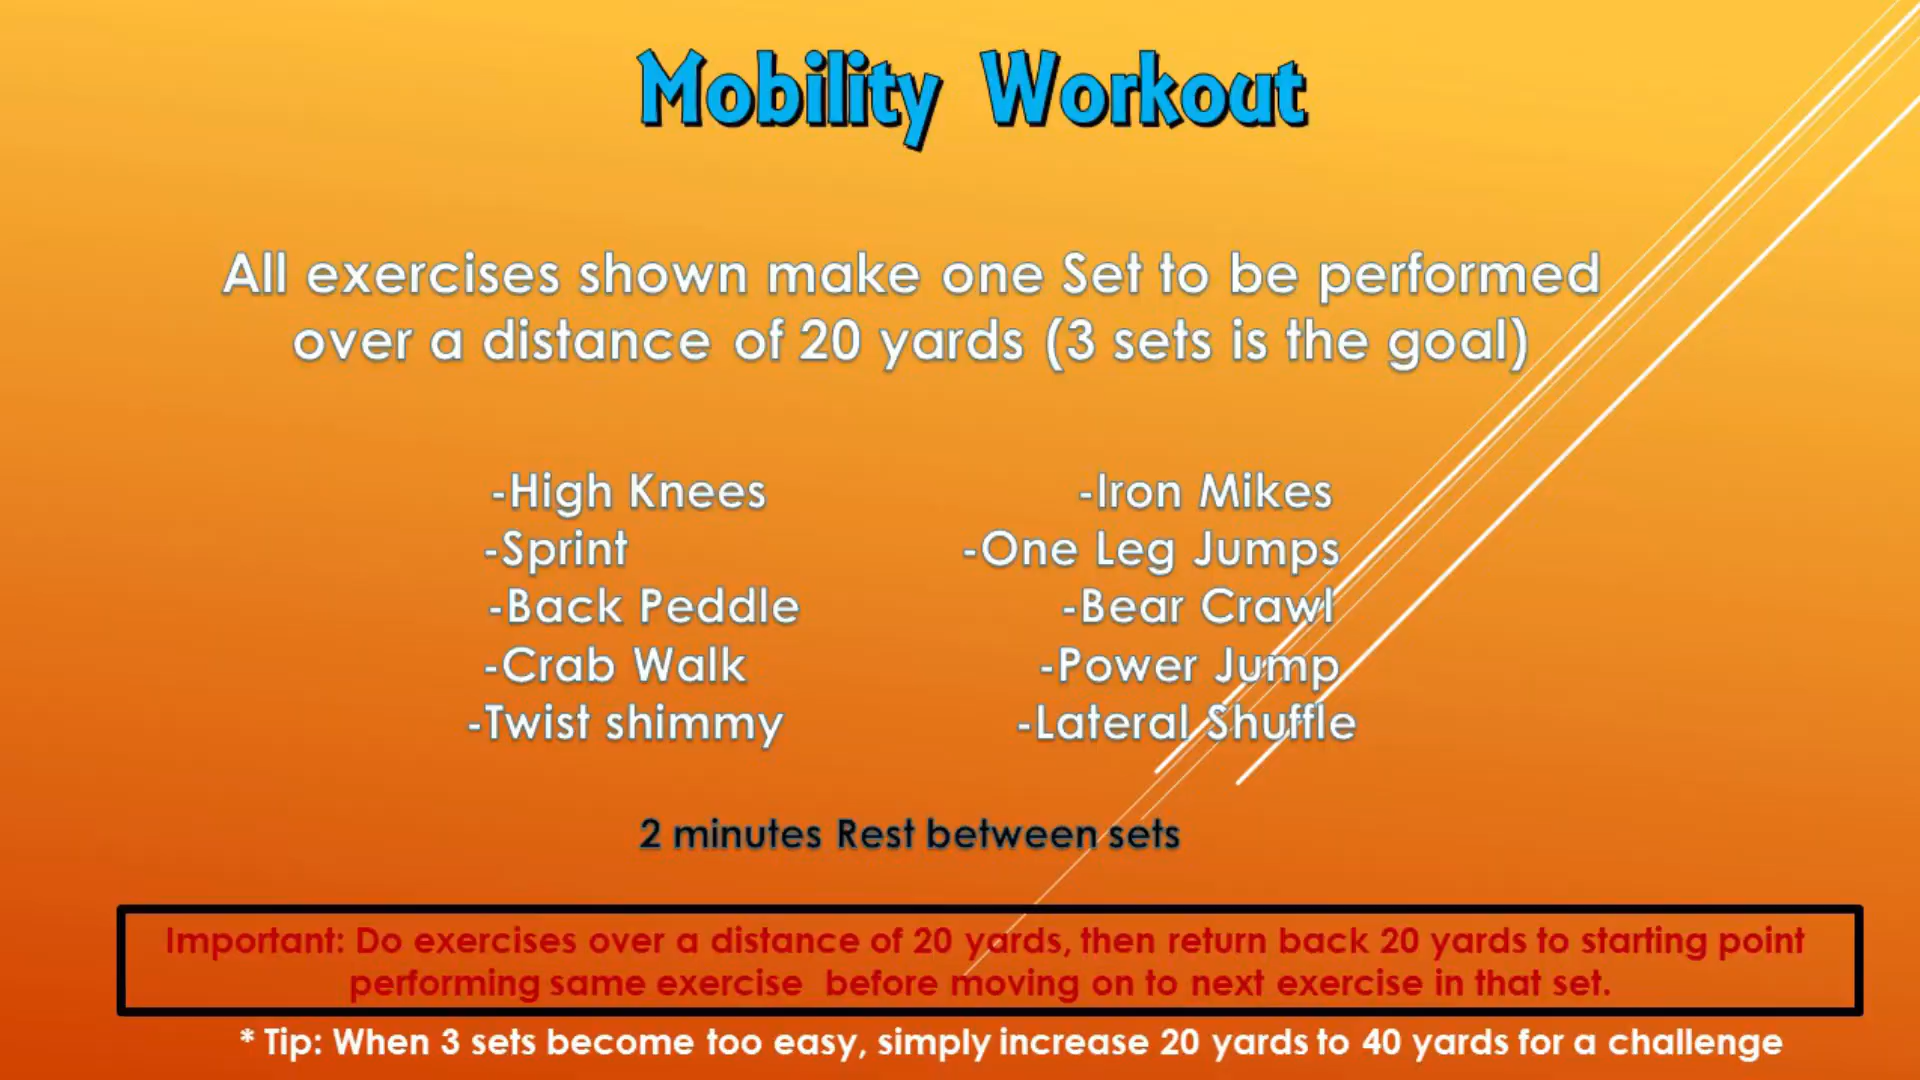 Mobility Workout
All exercises shown make one Set to be performed
over a distance of 20 yards (3 sets is the goal)
-High Knees -Iron Mikes
-Sprint -One Leg Jumps
-Back Peddle -Bear Crawl
-Crab Walk -Power Jump
-Twist shimmy -Lateral Shuffle
2 minutes Rest between sets
Important: Do exercises over a distance of 20 yards, then return back 20 yards to starting point
performing same exercise before moving on to next exercise in that set.
* Tip: When 3 sets become too easy, simply increase 20 yards to 40 yards for a challenge